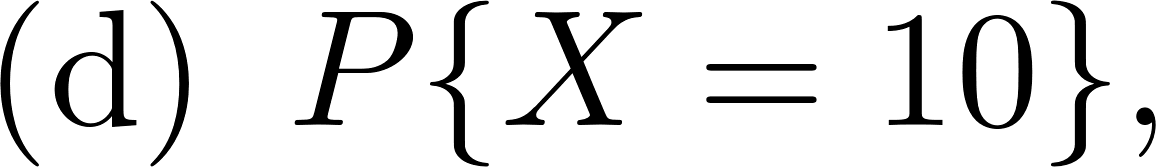 (d) P{X = 10},